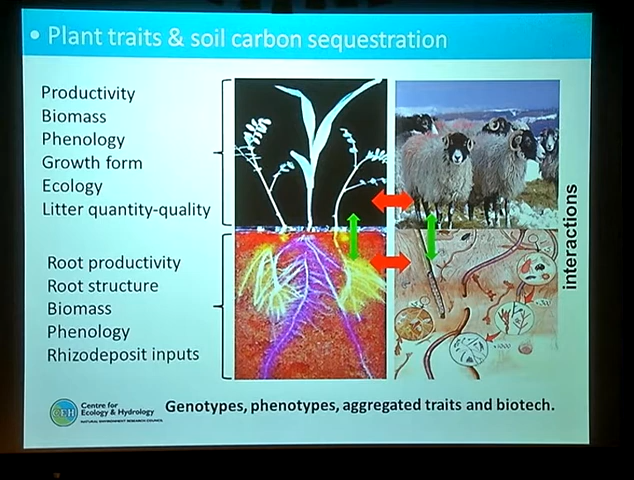 • Plant traits & soil carbon sequestration
Productivity
Biomass
Phenology
Growth form
Ecology
Litter quantity-quality
Root productivity
Root structure
Biomass
Phenology
Rhizodeposit inputs
interactions
CEH
Centre for
Ecology & Hydrology
NATURAL ENVIRONMENT RESEARCH COUNCIL
Genotypes, phenotypes, aggregated traits and biotech.